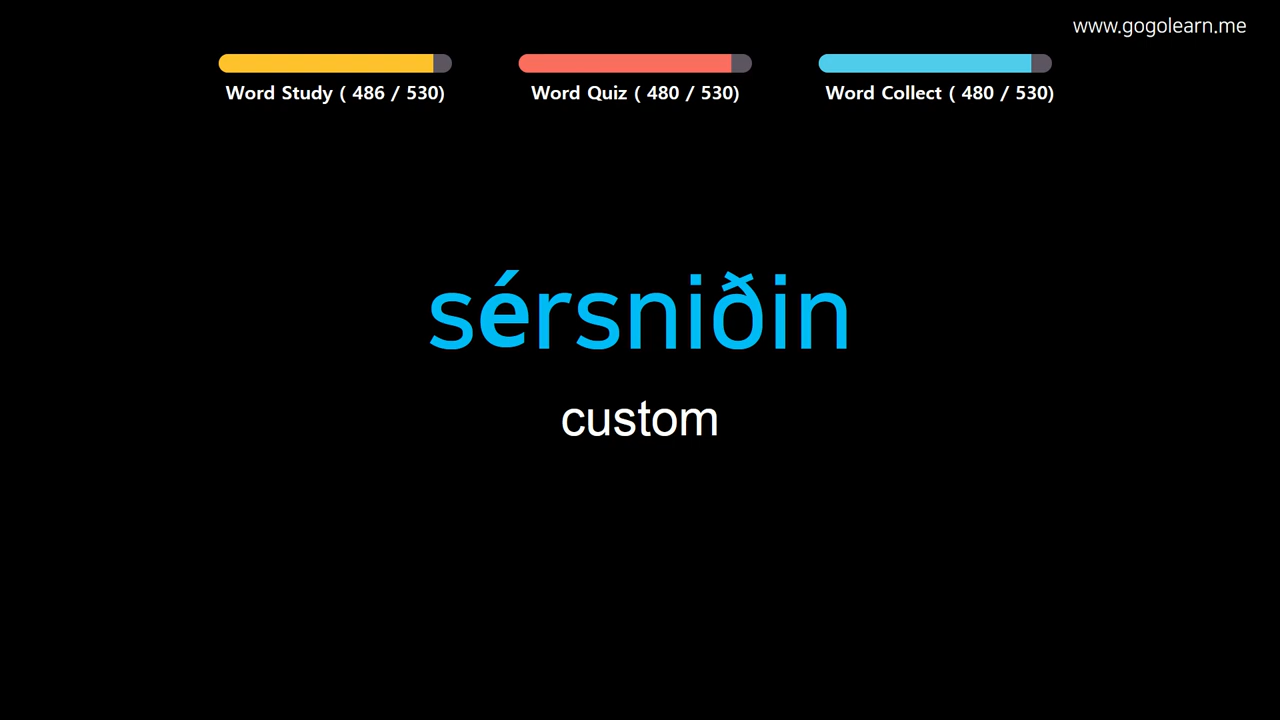 www.gogolearn.me
Word Study ( 486 / 530)
Word Quiz ( 480 / 530)
Word Collect ( 480 / 530)
sérsniðin
custom